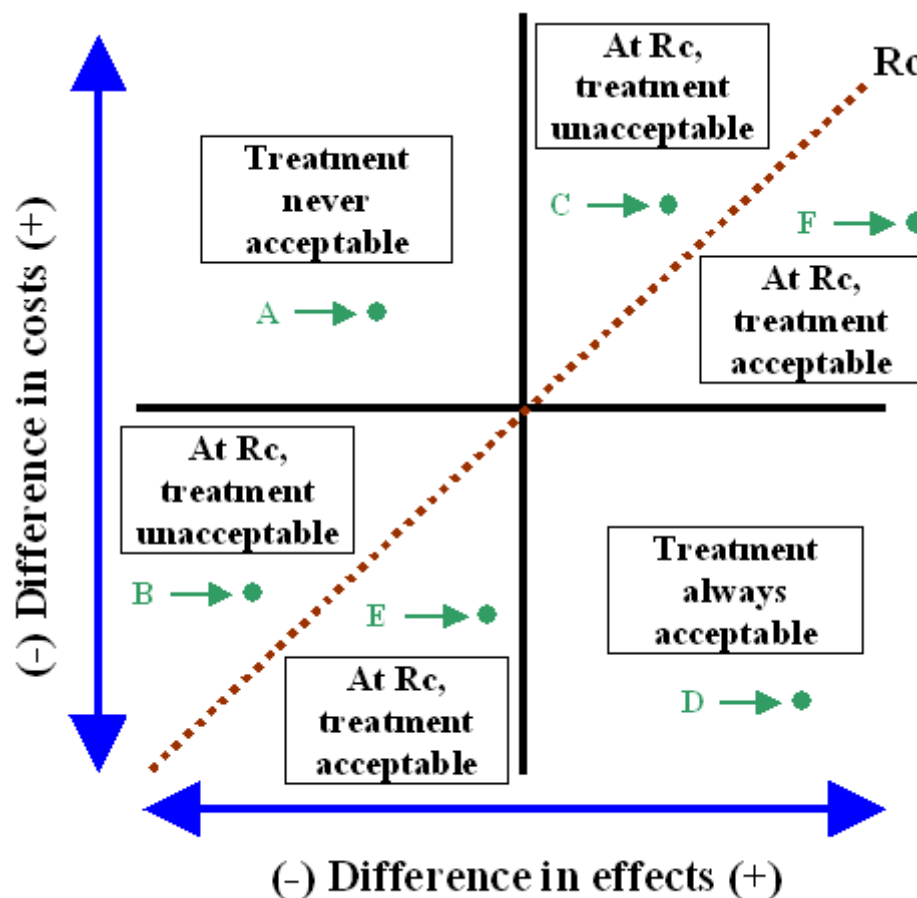 At Rc,
treatment
unacceptable
Rc
Treatment
never
acceptable
C
F
A
At Rc,
treatment
acceptable
(-) Difference in costs (+)
At Rc,
treatment
unacceptable
Treatment
always
acceptable
B
E
At Rc,
treatment
acceptable
D
(-) Difference in effects (+)